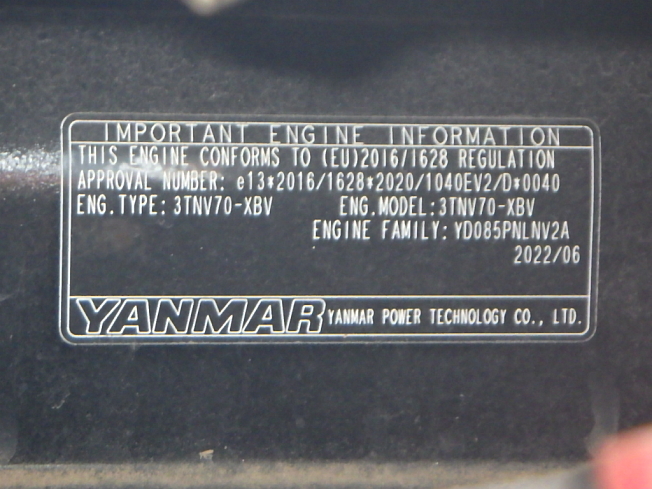 IMPORTANT ENGINE INFORMATION
THIS ENGINE CONFORMS TO (EU)2016/1628 REGULATION
APPROVAL NUMBER: e13*2016/1628*2020/1040EV2/D*0040
ENG.TYPE: 3TNV70-XBV ENG.MODEL: 3TNV70-XBV
ENGINE FAMILY: YD085PNLNV2A
2022/06
YANMAR YANMAR POWER TECHNOLOGY CO., LTD.